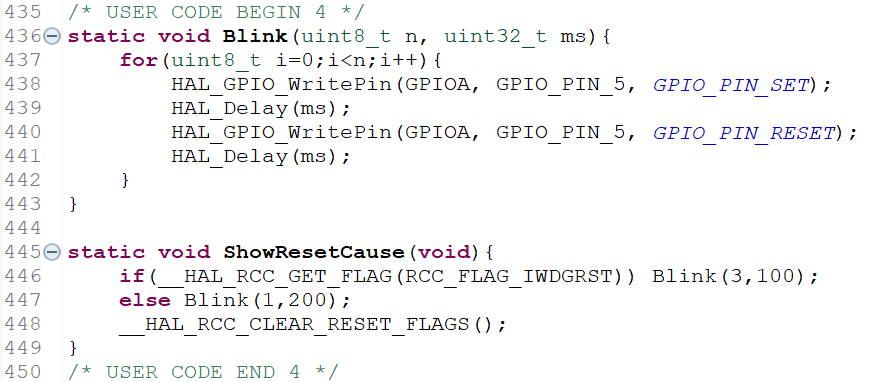 435 /* USER CODE BEGIN 4 */
436 static void Blink(uint8_t n, uint32_t ms){
437     for(uint8_t i=0;i<n;i++){
438         HAL_GPIO_WritePin(GPIOA, GPIO_PIN_5, GPIO_PIN_SET);
439         HAL_Delay(ms);
440         HAL_GPIO_WritePin(GPIOA, GPIO_PIN_5, GPIO_PIN_RESET);
441         HAL_Delay(ms);
442     }
443 }
444
445 static void ShowResetCause(void){
446     if(__HAL_RCC_GET_FLAG(RCC_FLAG_IWDGRST)) Blink(3,100);
447     else Blink(1,200);
448     __HAL_RCC_CLEAR_RESET_FLAGS();
449 }
450 /* USER CODE END 4 */